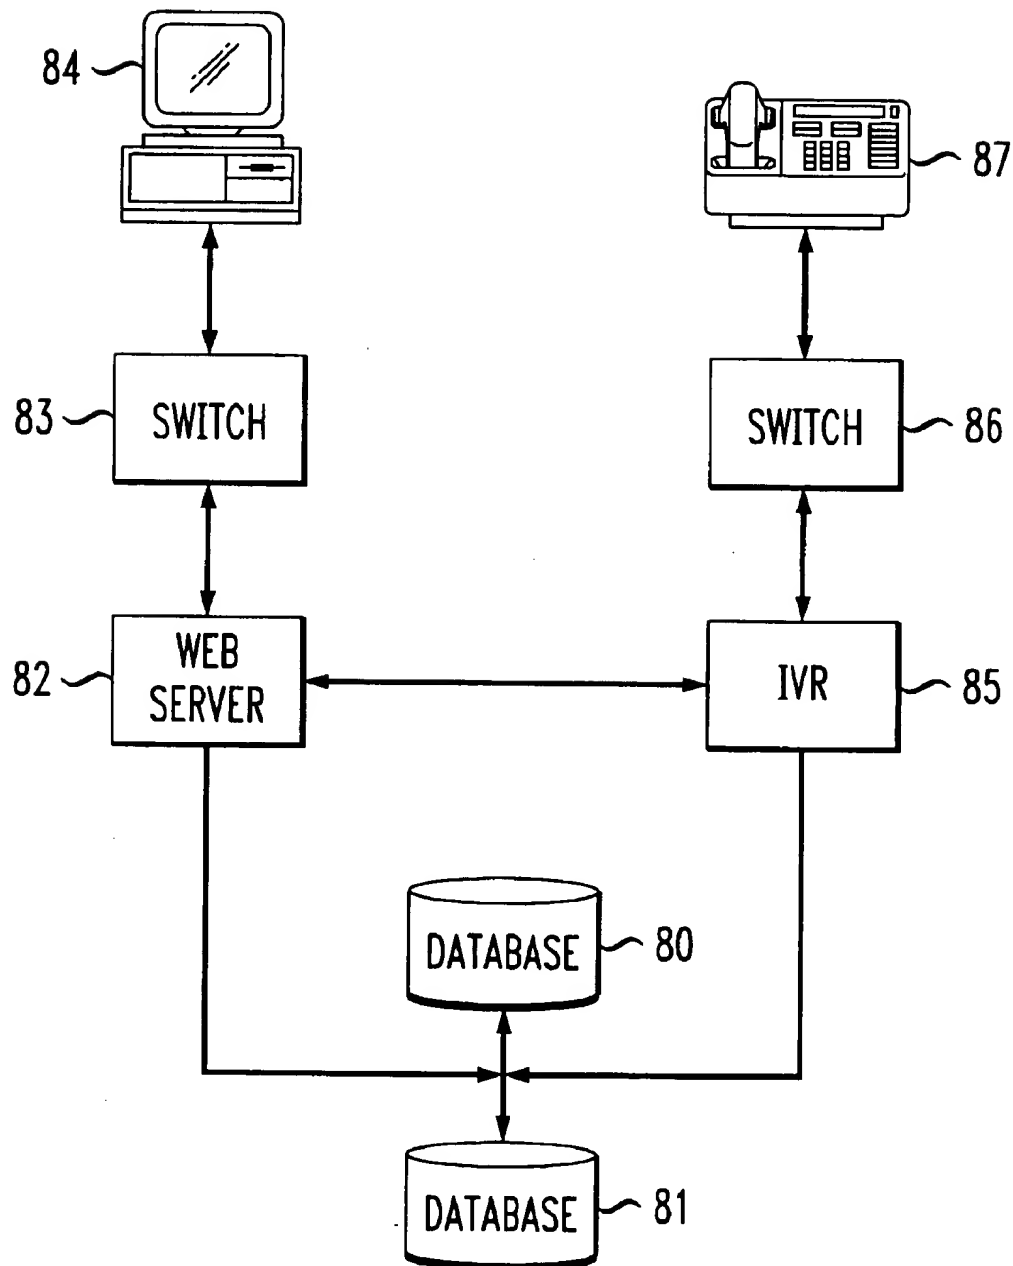 84
87
83
SWITCH
SWITCH
86
82
WEB
SERVER
IVR
85
DATABASE
80
DATABASE
81